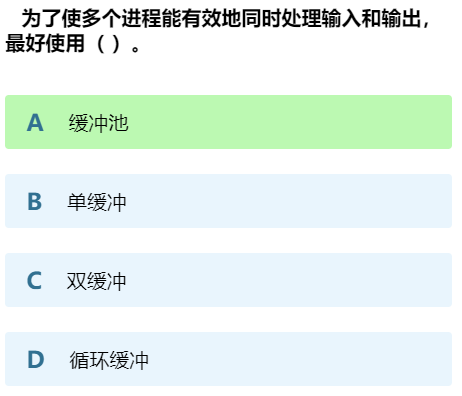 为了使多个进程能有效地同时处理输入和输出，
最好使用（ ）。
A 缓冲池
B 单缓冲
C 双缓冲
D 循环缓冲